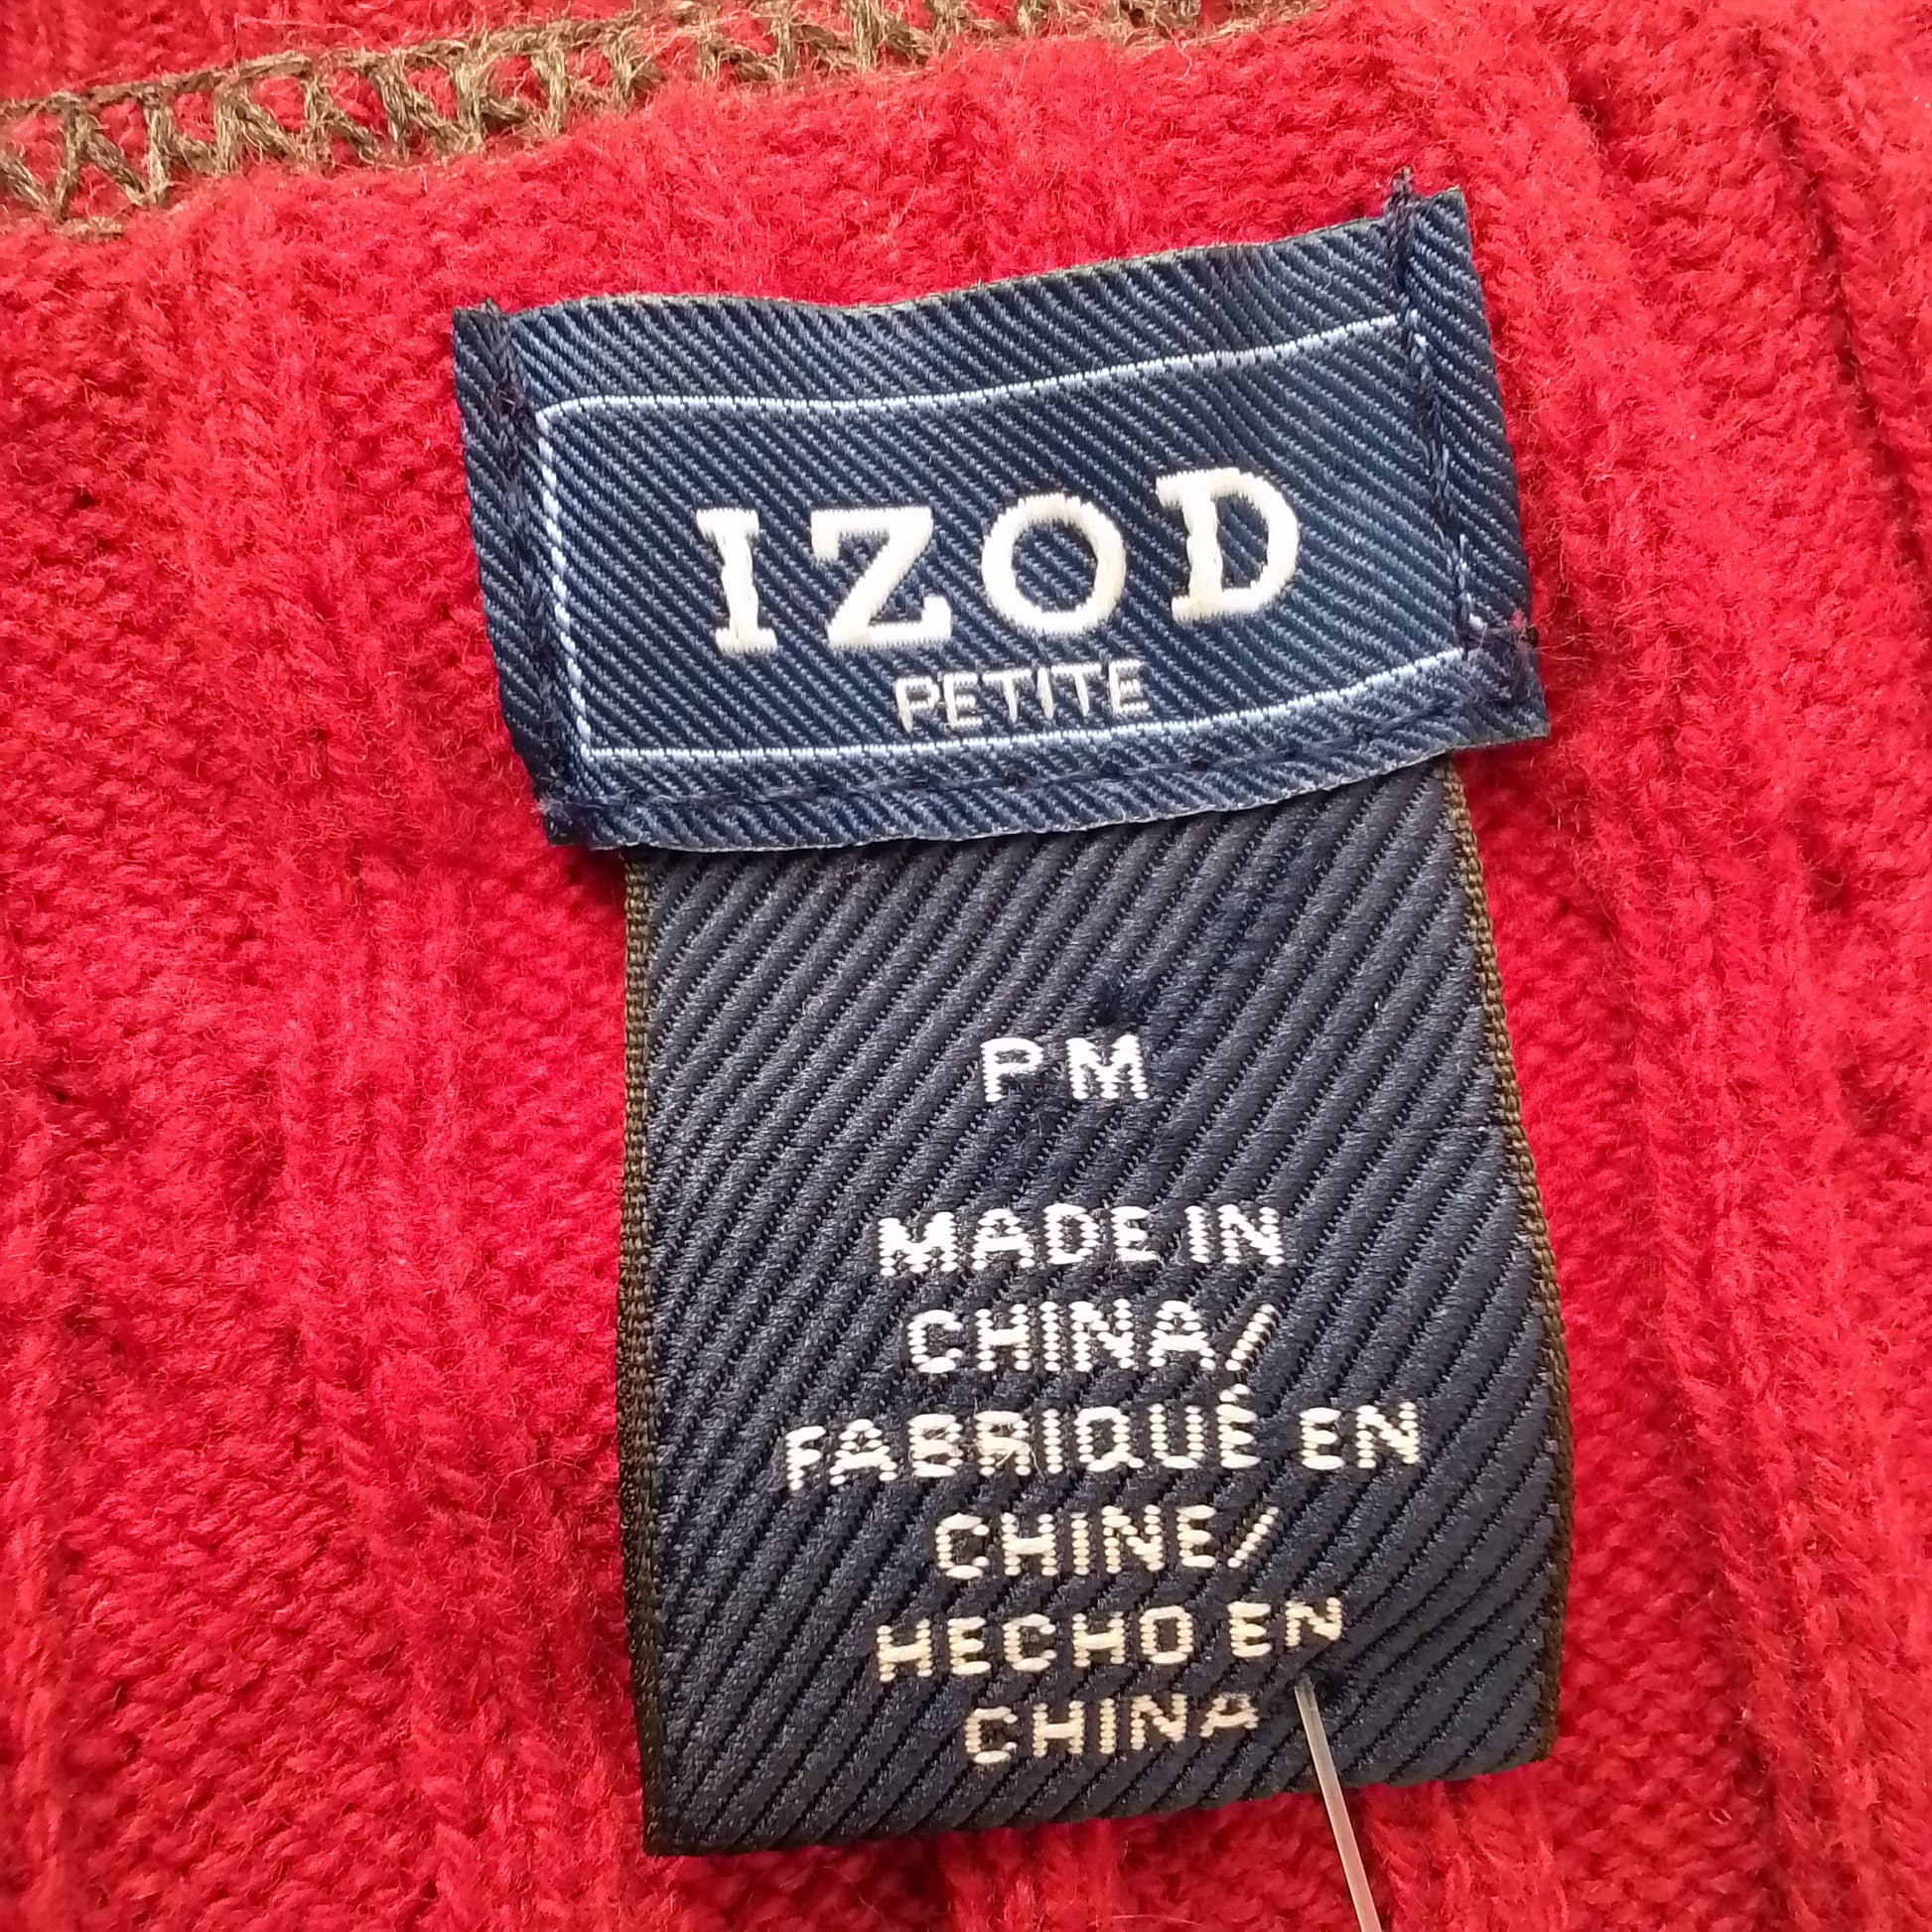 IZOD
PETITE
PM
MADE IN
CHINA/
FABRIQUÉ EN
CHINE/
HECHO EN
CHINA